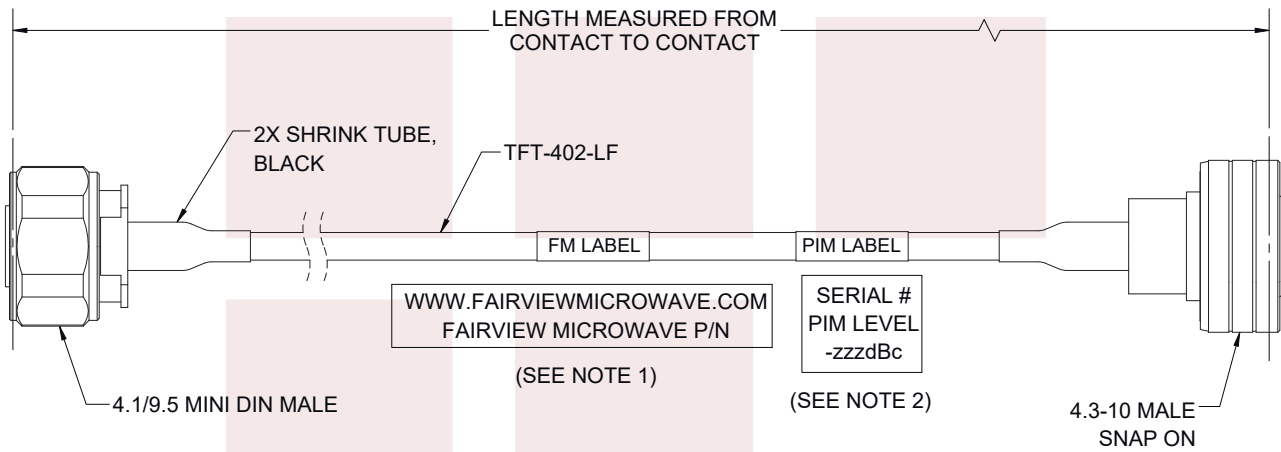 LENGTH MEASURED FROM
CONTACT TO CONTACT
2X SHRINK TUBE,
BLACK
TFT-402-LF
FM LABEL
PIM LABEL
WWW.FAIRVIEWMICROWAVE.COM
FAIRVIEW MICROWAVE P/N
(SEE NOTE 1)
SERIAL #
PIM LEVEL
-zzzdBc
(SEE NOTE 2)
4.1/9.5 MINI DIN MALE
4.3-10 MALE
SNAP ON